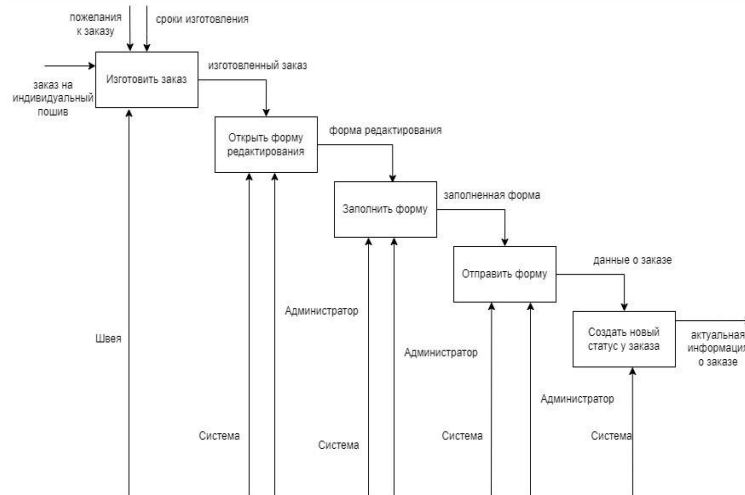 пожелания
к заказу
сроки изготовления
заказ на
индивидуальный
пошив
Изготовить заказ
изготовленный заказ
Открыть форму
редактирования
форма редактирования
Заполнить форму
заполненная форма
Отправить форму
данные о заказе
Создать новый
статус у заказа
актуальная
информация
о заказе
Швея
Администратор
Администратор
Администратор
Система
Система
Система
Система